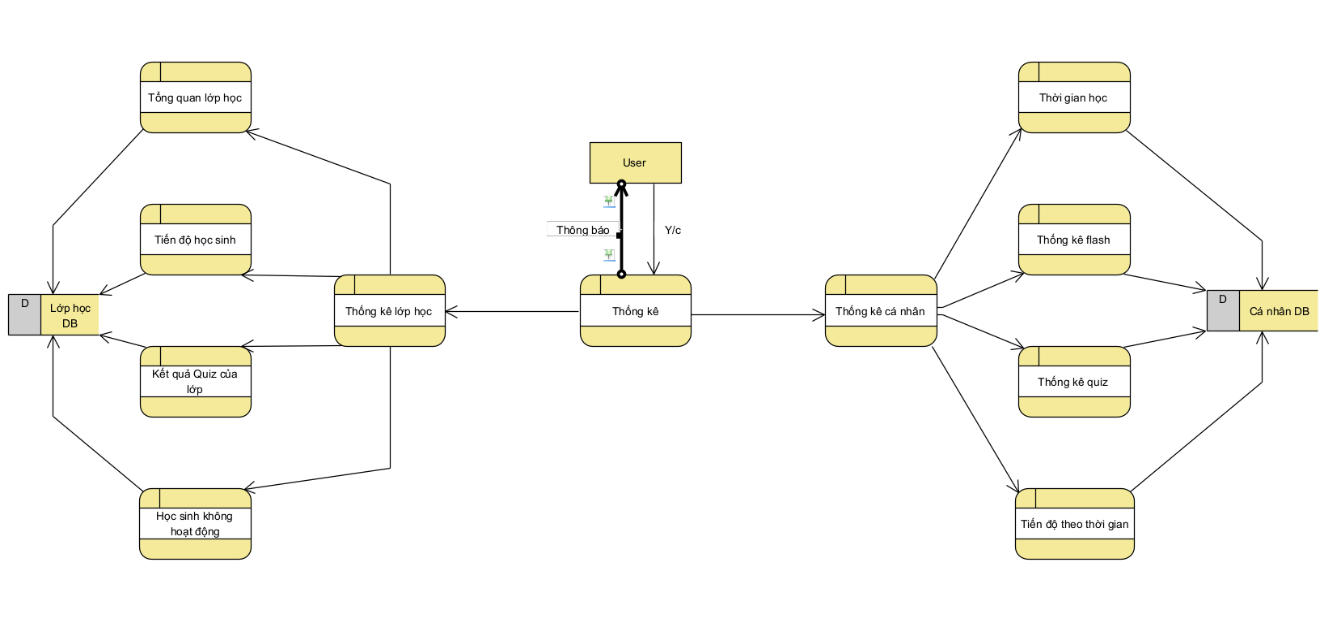 Tổng quan lớp học
Thời gian học
User
Thông báo
Y/c
Tiến độ học sinh
Thống kê flash
D
Lớp học
DB
Thống kê lớp học
Thống kê
Thống kê cá nhân
D
Cá nhân DB
Kết quả Quiz của
lớp
Thống kê quiz
Học sinh không
hoạt động
Tiến độ theo thời gian